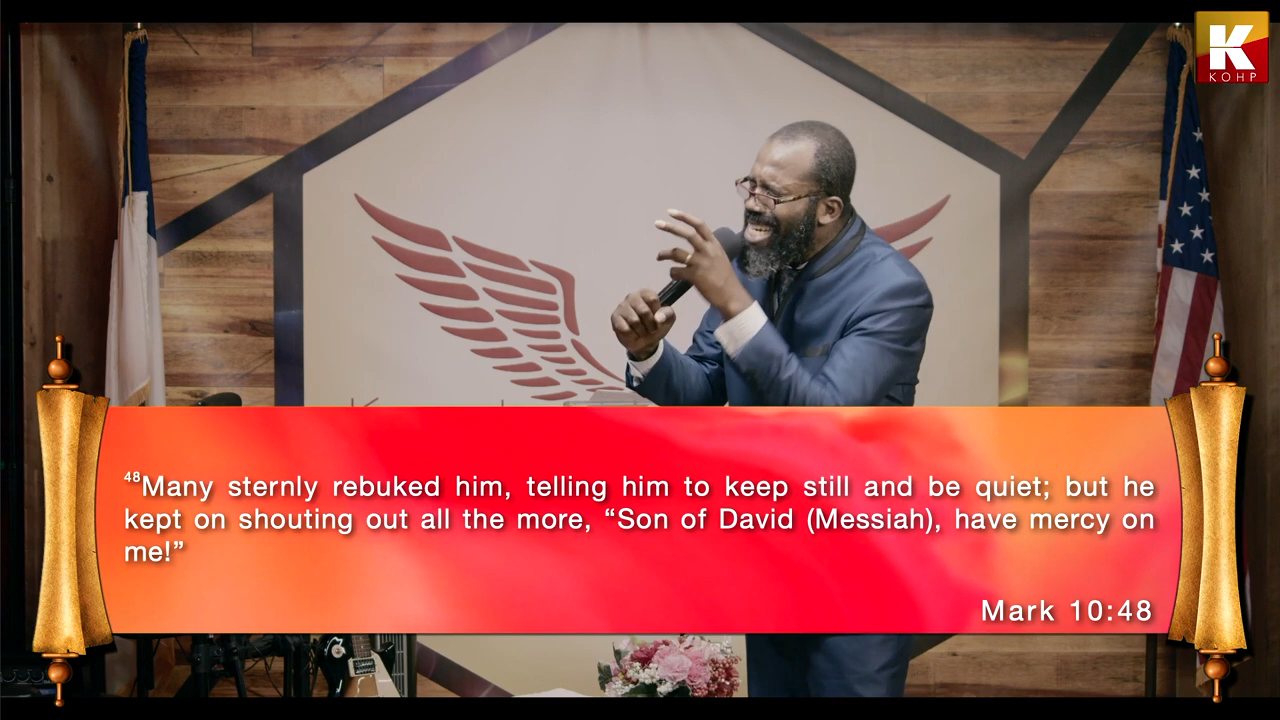 K
KOHP
⁴⁸Many sternly rebuked him, telling him to keep still and be quiet; but he
kept on shouting out all the more, “Son of David (Messiah), have mercy on
me!”
Mark 10:48